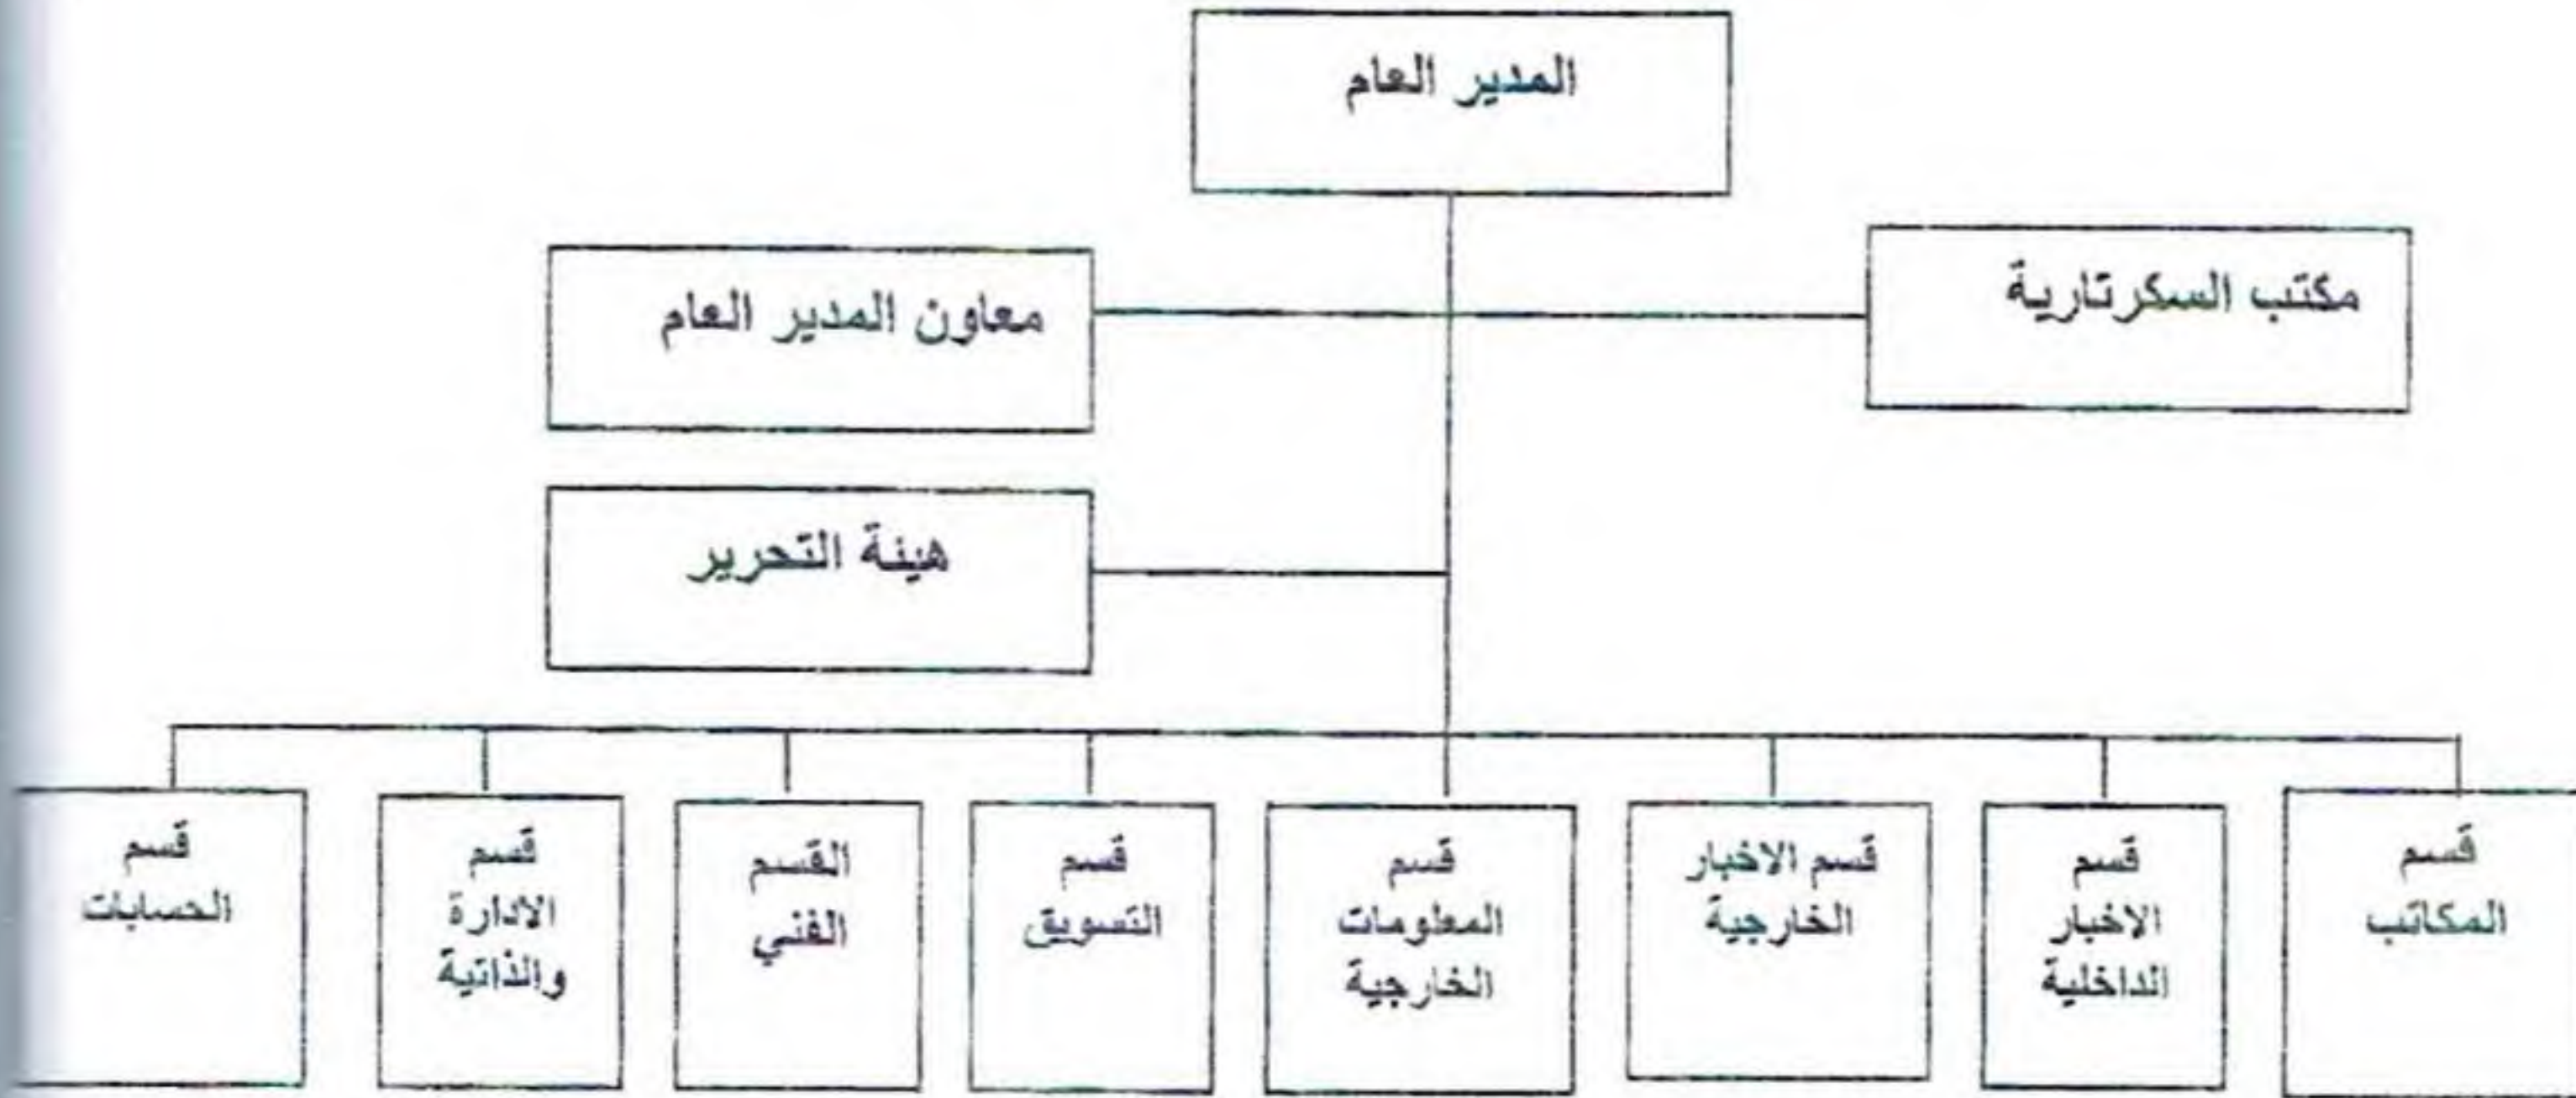 المدير العام
مكتب السكرتارية
معاون المدير العام
هيئة التحرير
قسم
المكاتب
قسم
الاخبار
الداخلية
قسم الاخبار
الخارجية
قسم
المعلومات
الخارجية
قسم
التسويق
القسم
الفني
قسم
الادارة
والذاتية
قسم
الحسابات